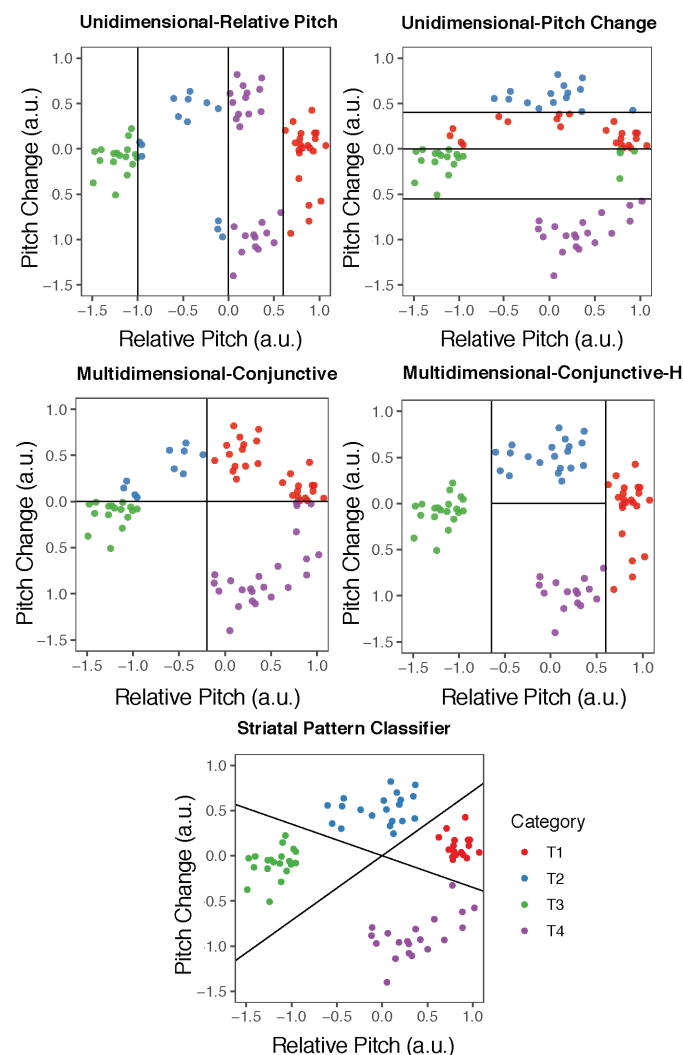 Unidimensional-Relative Pitch
Pitch Change (a.u.)
1.0
0.5
0.0
−0.5
−1.0
−1.5
−1.5 −1.0 −0.5 0.0 0.5 1.0
Relative Pitch (a.u.)
Unidimensional-Pitch Change
Pitch Change (a.u.)
1.0
0.5
0.0
−0.5
−1.0
−1.5
−1.5 −1.0 −0.5 0.0 0.5 1.0
Relative Pitch (a.u.)
Multidimensional-Conjunctive
Pitch Change (a.u.)
1.0
0.5
0.0
0.5
1.0
−1.5
−1.5 −1.0 −0.5 0.0 0.5 1.0
Relative Pitch (a.u.)
Multidimensional-Conjunctive-H
Pitch Change (a.u.)
1.0
0.5
0.0
0.5
1.0
−1.5
−1.5 −1.0 −0.5 0.0 0.5 1.0
Relative Pitch (a.u.)
Striatal Pattern Classifier
Pitch Change (a.u.)
1.0
0.5
0.0
−0.5
−1.0
−1.5
−1.5 −1.0 −0.5 0.0 0.5 1.0
Relative Pitch (a.u.)
Category
T1
T2
T3
T4